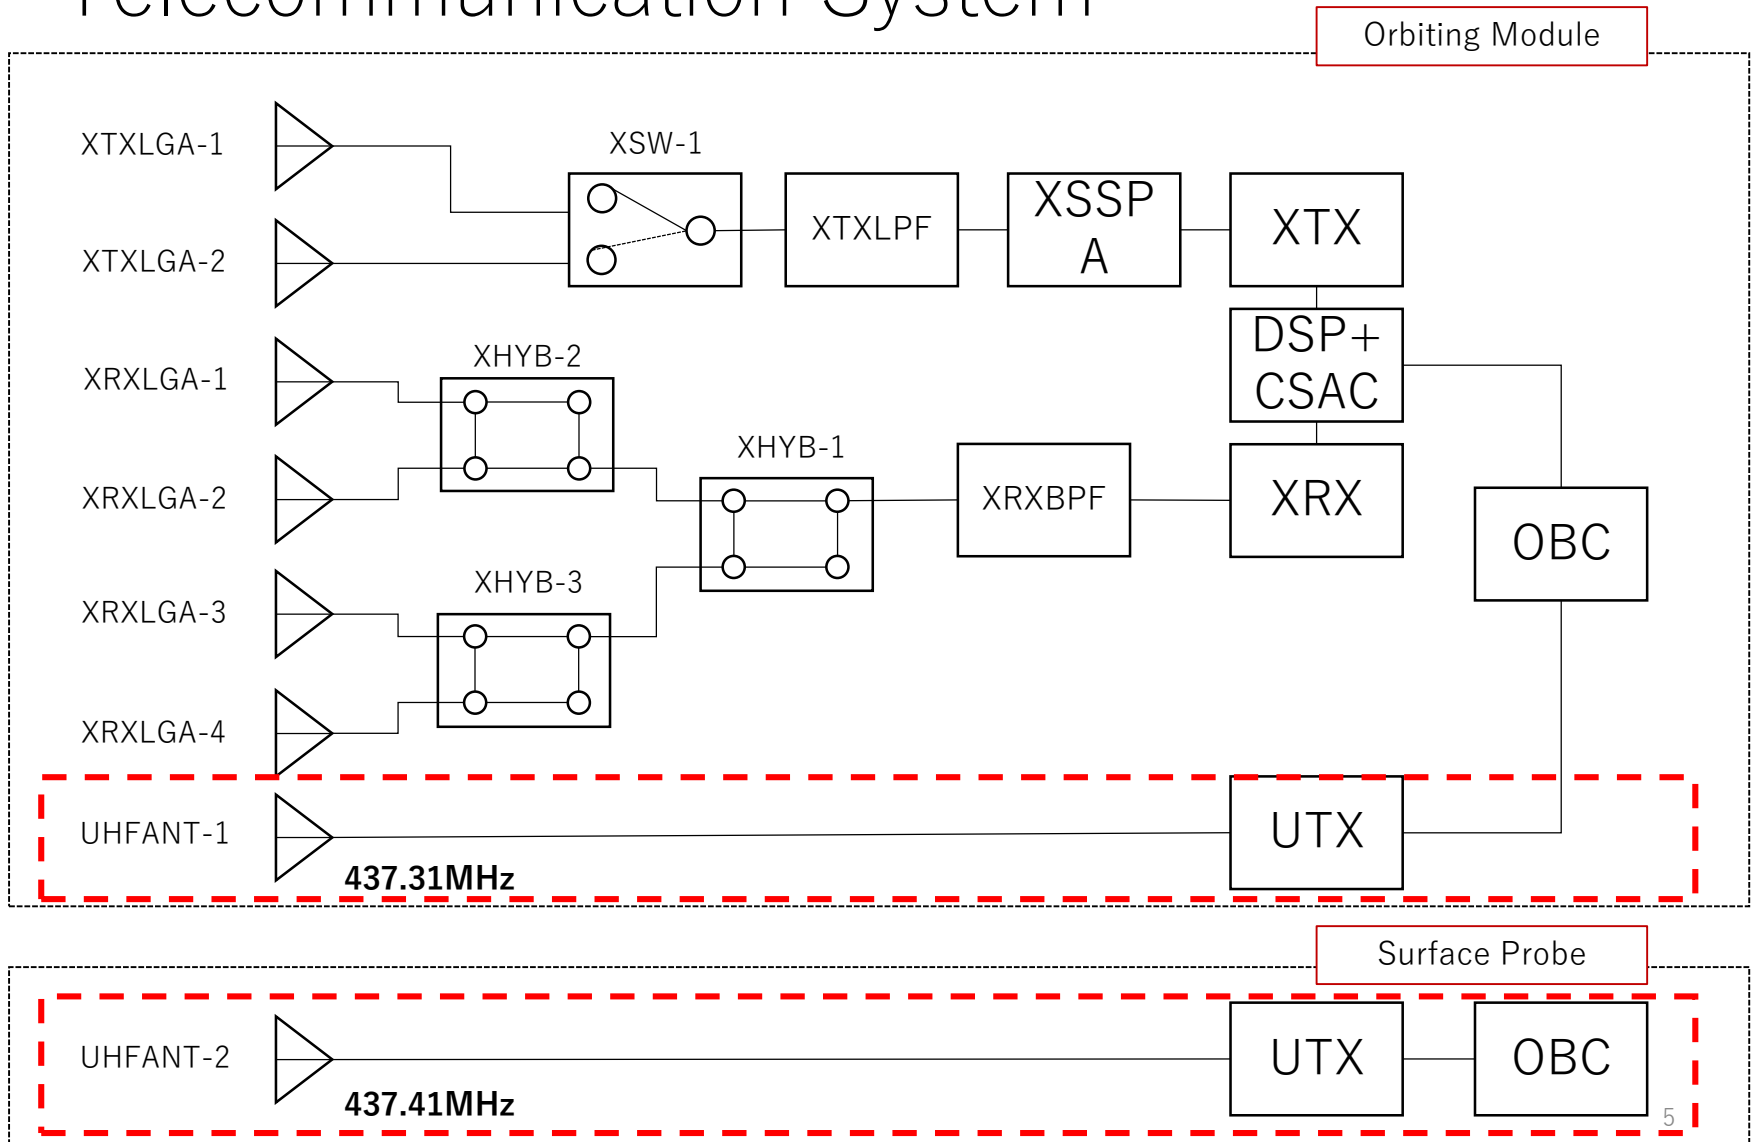 Telecommunication System
Orbiting Module
XTXLGA-1
XSW-1
XTXLPF
XSSP
A
XTX
XTXLGA-2
DSP+
CSAC
XRXLGA-1
XHYB-2
XHYB-1
XRXLGA-2
XRXBPF
XRX
OBC
XHYB-3
XRXLGA-3
XRXLGA-4
UHFANT-1
UTX
437.31MHz
Surface Probe
UHFANT-2
UTX
OBC
437.41MHz
5